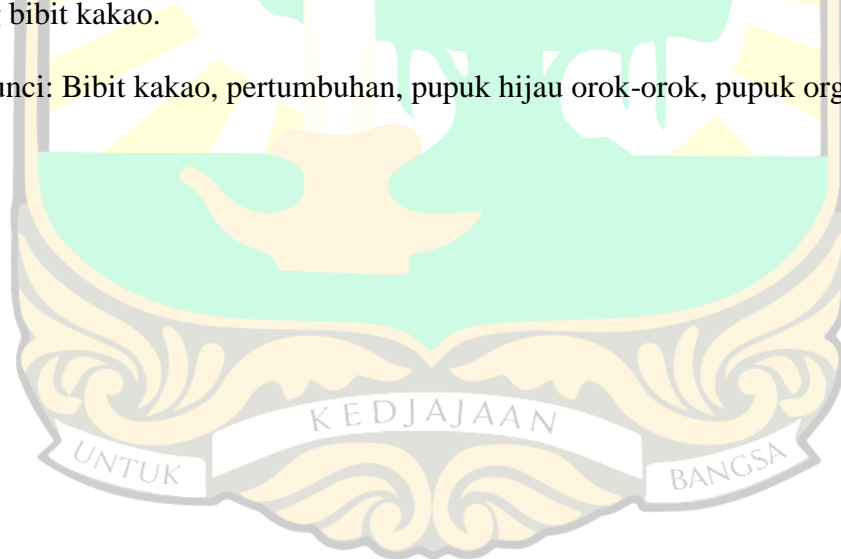 bibit kakao.
unci: Bibit kakao, pertumbuhan, pupuk hijau orok-orok, pupuk org
UNTUK KEDJAJAAN BANGSA